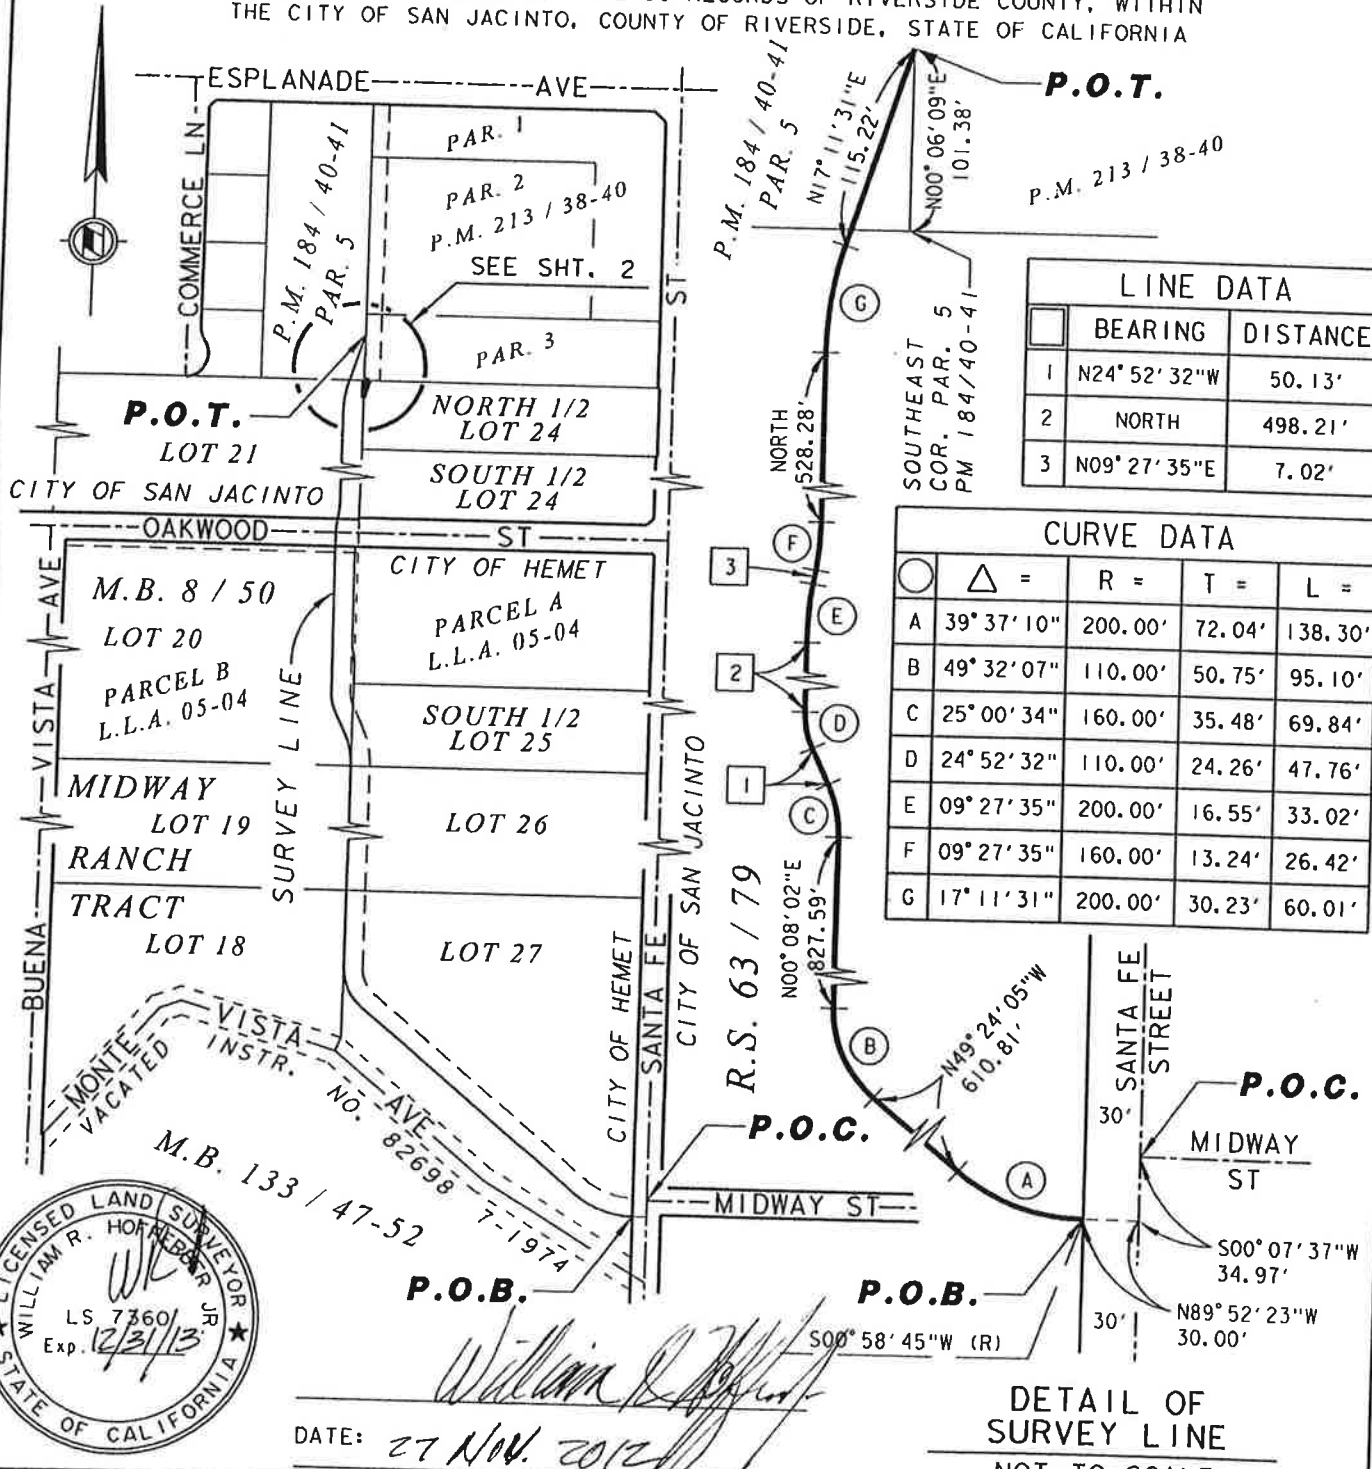 THE CITY OF SAN JACINTO, COUNTY OF RIVERSIDE, STATE OF CALIFORNIA
ESPLANADE AVE
COMMERCE LN
P.M. 184 / 40-41
PAR. 5
PAR. 1
PAR. 2
P.M. 213 / 38-40
SEE SHT. 2
PAR. 3
ST
P.O.T.
LOT 21
NORTH 1/2
LOT 24
SOUTH 1/2
LOT 24
CITY OF SAN JACINTO
OAKWOOD ST
CITY OF HEMET
M.B. 8 / 50
LOT 20
PARCEL B
L.L.A. 05-04
PARCEL A
L.L.A. 05-04
SURVEY LINE
SOUTH 1/2
LOT 25
MIDWAY
LOT 19
RANCH
TRACT
LOT 18
LOT 26
LOT 27
BUENA VISTA AVE
SANTA FE
CITY OF HEMET
CITY OF SAN JACINTO
R.S. 63 / 79
MONTE VISTA AVE
VACATED INSTR. NO. 82698 7-1974
M.B. 133 / 47-52
P.O.C.
MIDWAY ST
P.O.B.
P.M. 184 / 40-41
PAR. 5
N17°11'31"E
115.22'
N00°06'09"E
101.38'
P.O.T.
P.M. 213 / 38-40
SOUTHEAST
COR. PAR. 5
PM 184/40-41
G
NORTH
528.28'
F
3
E
2
D
1
C
N00°08'02"E
827.59'
B
N49°24'05"W
610.81'
A
LINE DATA
BEARING DISTANCE
1 N24°52'32"W 50.13'
2 NORTH 498.21'
3 N09°27'35"E 7.02'
CURVE DATA
△ = R = T = L =
A 39°37'10" 200.00' 72.04' 138.30'
B 49°32'07" 110.00' 50.75' 95.10'
C 25°00'34" 160.00' 35.48' 69.84'
D 24°52'32" 110.00' 24.26' 47.76'
E 09°27'35" 200.00' 16.55' 33.02'
F 09°27'35" 160.00' 13.24' 26.42'
G 17°11'31" 200.00' 30.23' 60.01'
SANTA FE
STREET
30'
P.O.C.
MIDWAY
ST
S00°07'37"W
34.97'
N89°52'23"W
30.00'
30'
P.O.B.
S00°58'45"W (R)
DETAIL OF
SURVEY LINE
LICENSED LAND SURVEYOR
WILLIAM R. HOFFERBER JR
LS 7360
Exp. 12/31/13
STATE OF CALIFORNIA
DATE: 27 NOV. 2012